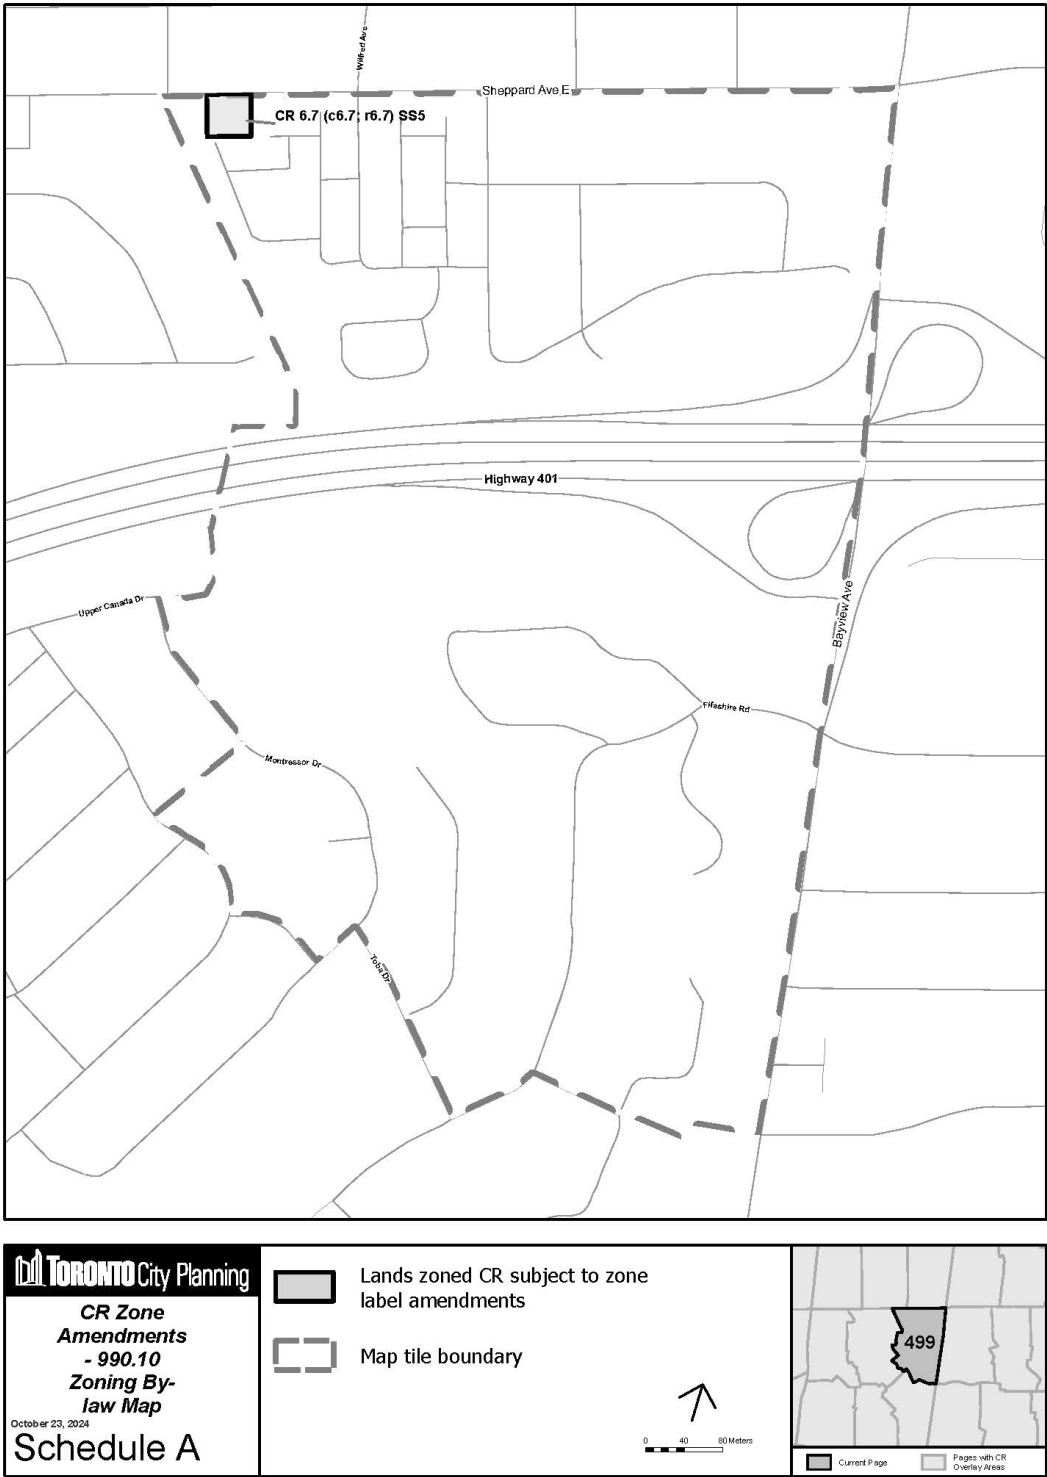 Wilfred Ave
Sheppard Ave E
CR 6.7 (c6.7; r6.7) SS5
Highway 401
Upper Canada Dr
Bayview Ave
Fifeshire Rd
Montressor Dr
Toba Dr
TORONTO City Planning
CR Zone
Amendments
- 990.10
Zoning By-
law Map
October 23, 2024
Schedule A
Lands zoned CR subject to zone
label amendments
Map tile boundary
0 40 80 Meters
499
Current Page
Pages with CR
Overlay Areas